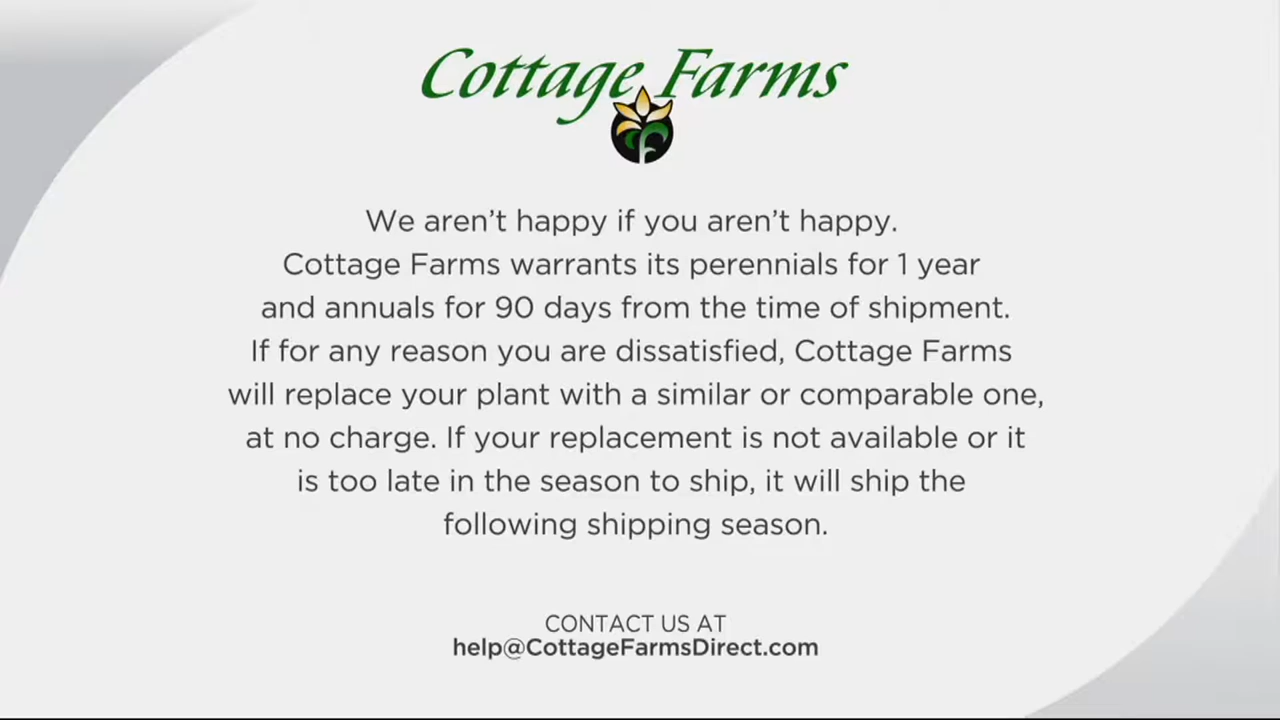 Cottage Farms
We aren’t happy if you aren’t happy.
Cottage Farms warrants its perennials for 1 year
and annuals for 90 days from the time of shipment.
If for any reason you are dissatisfied, Cottage Farms
will replace your plant with a similar or comparable one,
at no charge. If your replacement is not available or it
is too late in the season to ship, it will ship the
following shipping season.
CONTACT US AT
help@CottageFarmsDirect.com